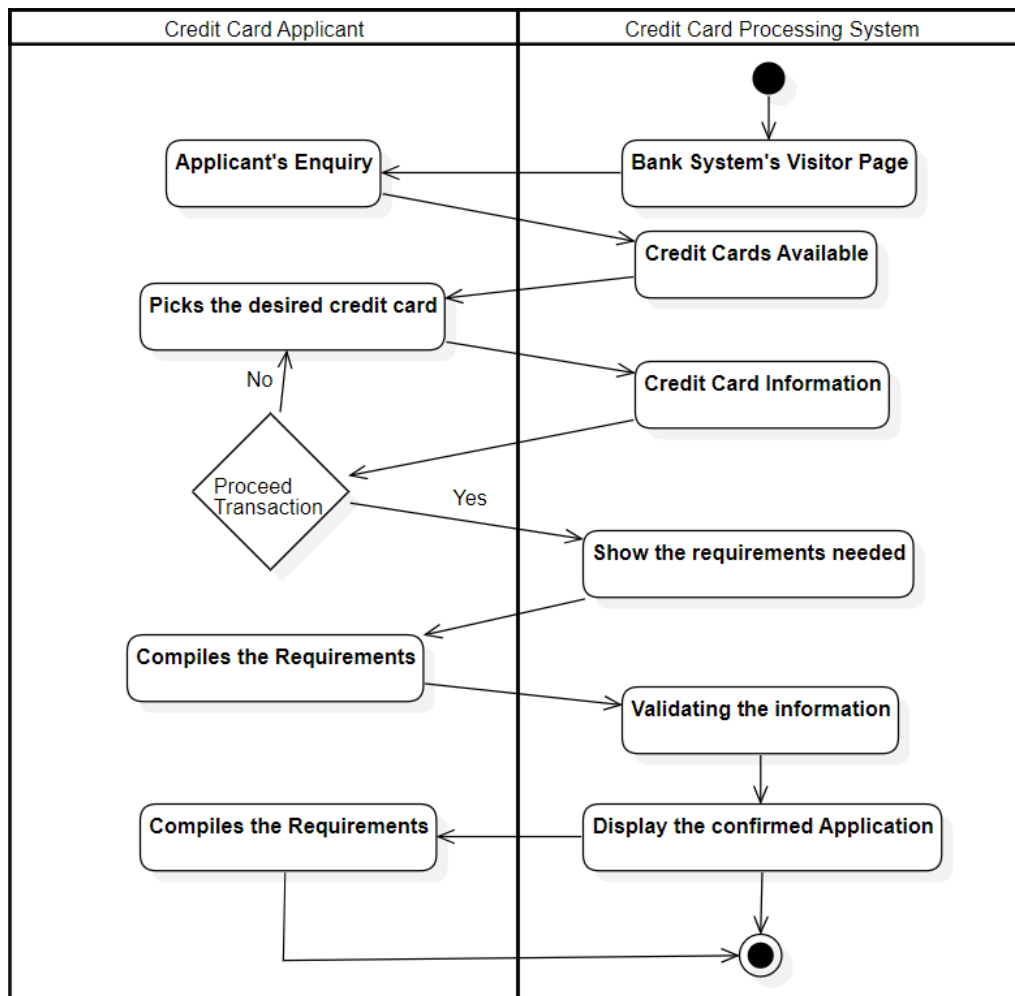 Credit Card Applicant
Credit Card Processing System
Bank System's Visitor Page
Applicant's Enquiry
Credit Cards Available
Picks the desired credit card
Credit Card Information
No
Proceed
Transaction
Yes
Show the requirements needed
Compiles the Requirements
Validating the information
Display the confirmed Application
Compiles the Requirements